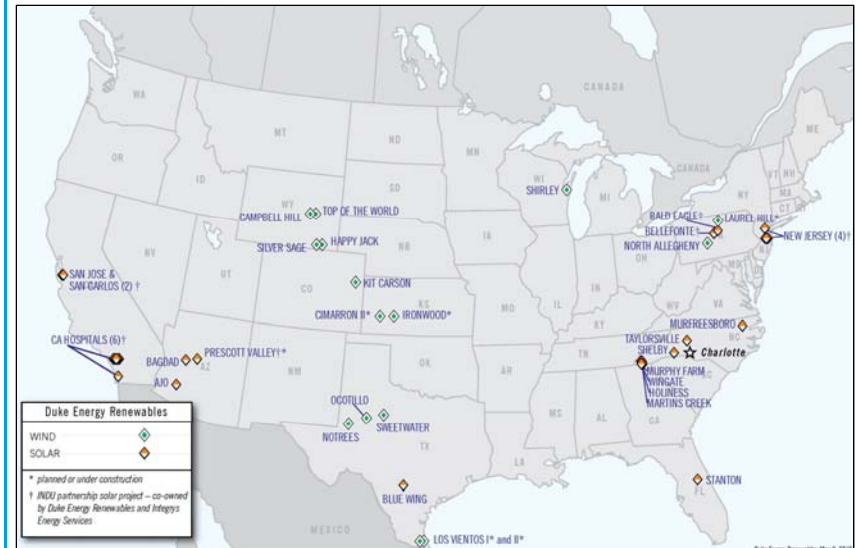 CANADA
WA
MT
ND
MN
ME
OR
ID
SD
WI
MI
CANADA
VT
NH
NY
MA
CT
RI
SHIRLEY
WY
CAMPBELL HILL
TOP OF THE WORLD
BALD EAGLE†
LAUREL HILL*
BELLEFONTE†
PA
NEW JERSEY (4)†
NJ
NORTH ALLEGHENY
SILVER SAGE
HAPPY JACK
NE
IA
NV
UT
CO
IL
IN
OH
MD
SAN JOSE &
SAN CARLOS (2) †
CA
KIT CARSON
KS
MO
WV
VA
KY
CIMARRON II*
IRONWOOD*
MURFREESBORO
TAYLORSVILLE
NC
SHELBY
Charlotte
CA HOSPITALS (6)†
BAGDAD
PRESCOTT VALLEY†*
AZ
NM
OK
AR
TN
SC
MURPHY FARM
WINGATE
HOLINESS
MARTINS CREEK
AJO
OCOTILLO
SWEETWATER
NOTREES
TX
MS
AL
GA
LA
Duke Energy Renewables
WIND
SOLAR
* planned or under construction
† INDU partnership solar project – co-owned
by Duke Energy Renewables and Integrys
Energy Services
BLUE WING
STANTON
FL
MEXICO
LOS VIENTOS I* and II*